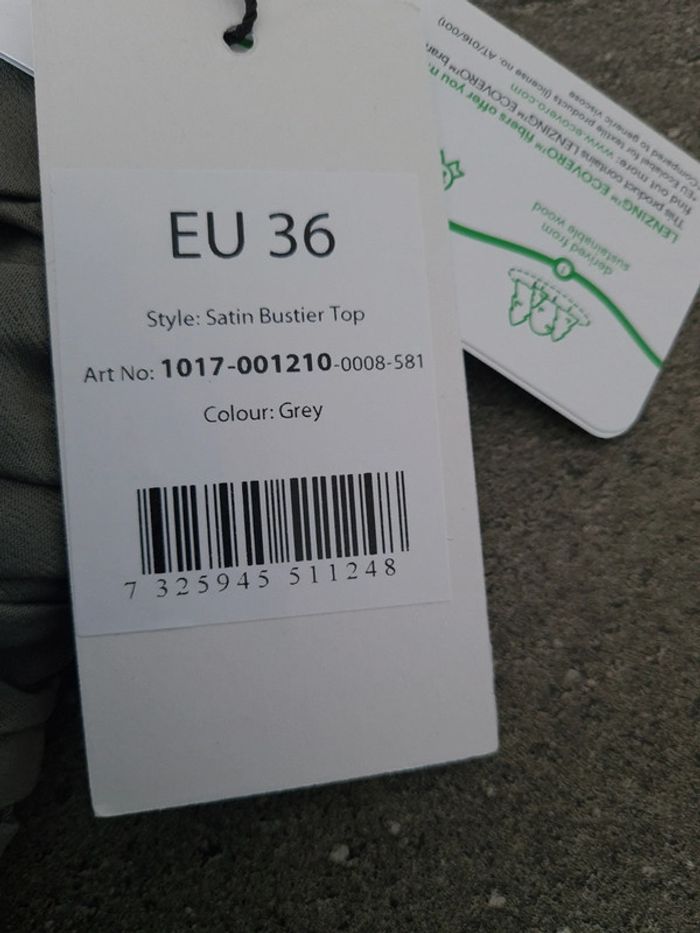 EU 36
Style: Satin Bustier Top
Art No: 1017-001210-0008-581
Colour: Grey
7 325945 511248
derived from
sustainable wood
LENZING™ ECOVERO™ fibers offer you
This product contains LENZING™ ECOVERO™
find out more: www.ecovero.com
*EU Ecolabel for textile products (license no. AT/016/001)
Compared to generic viscose